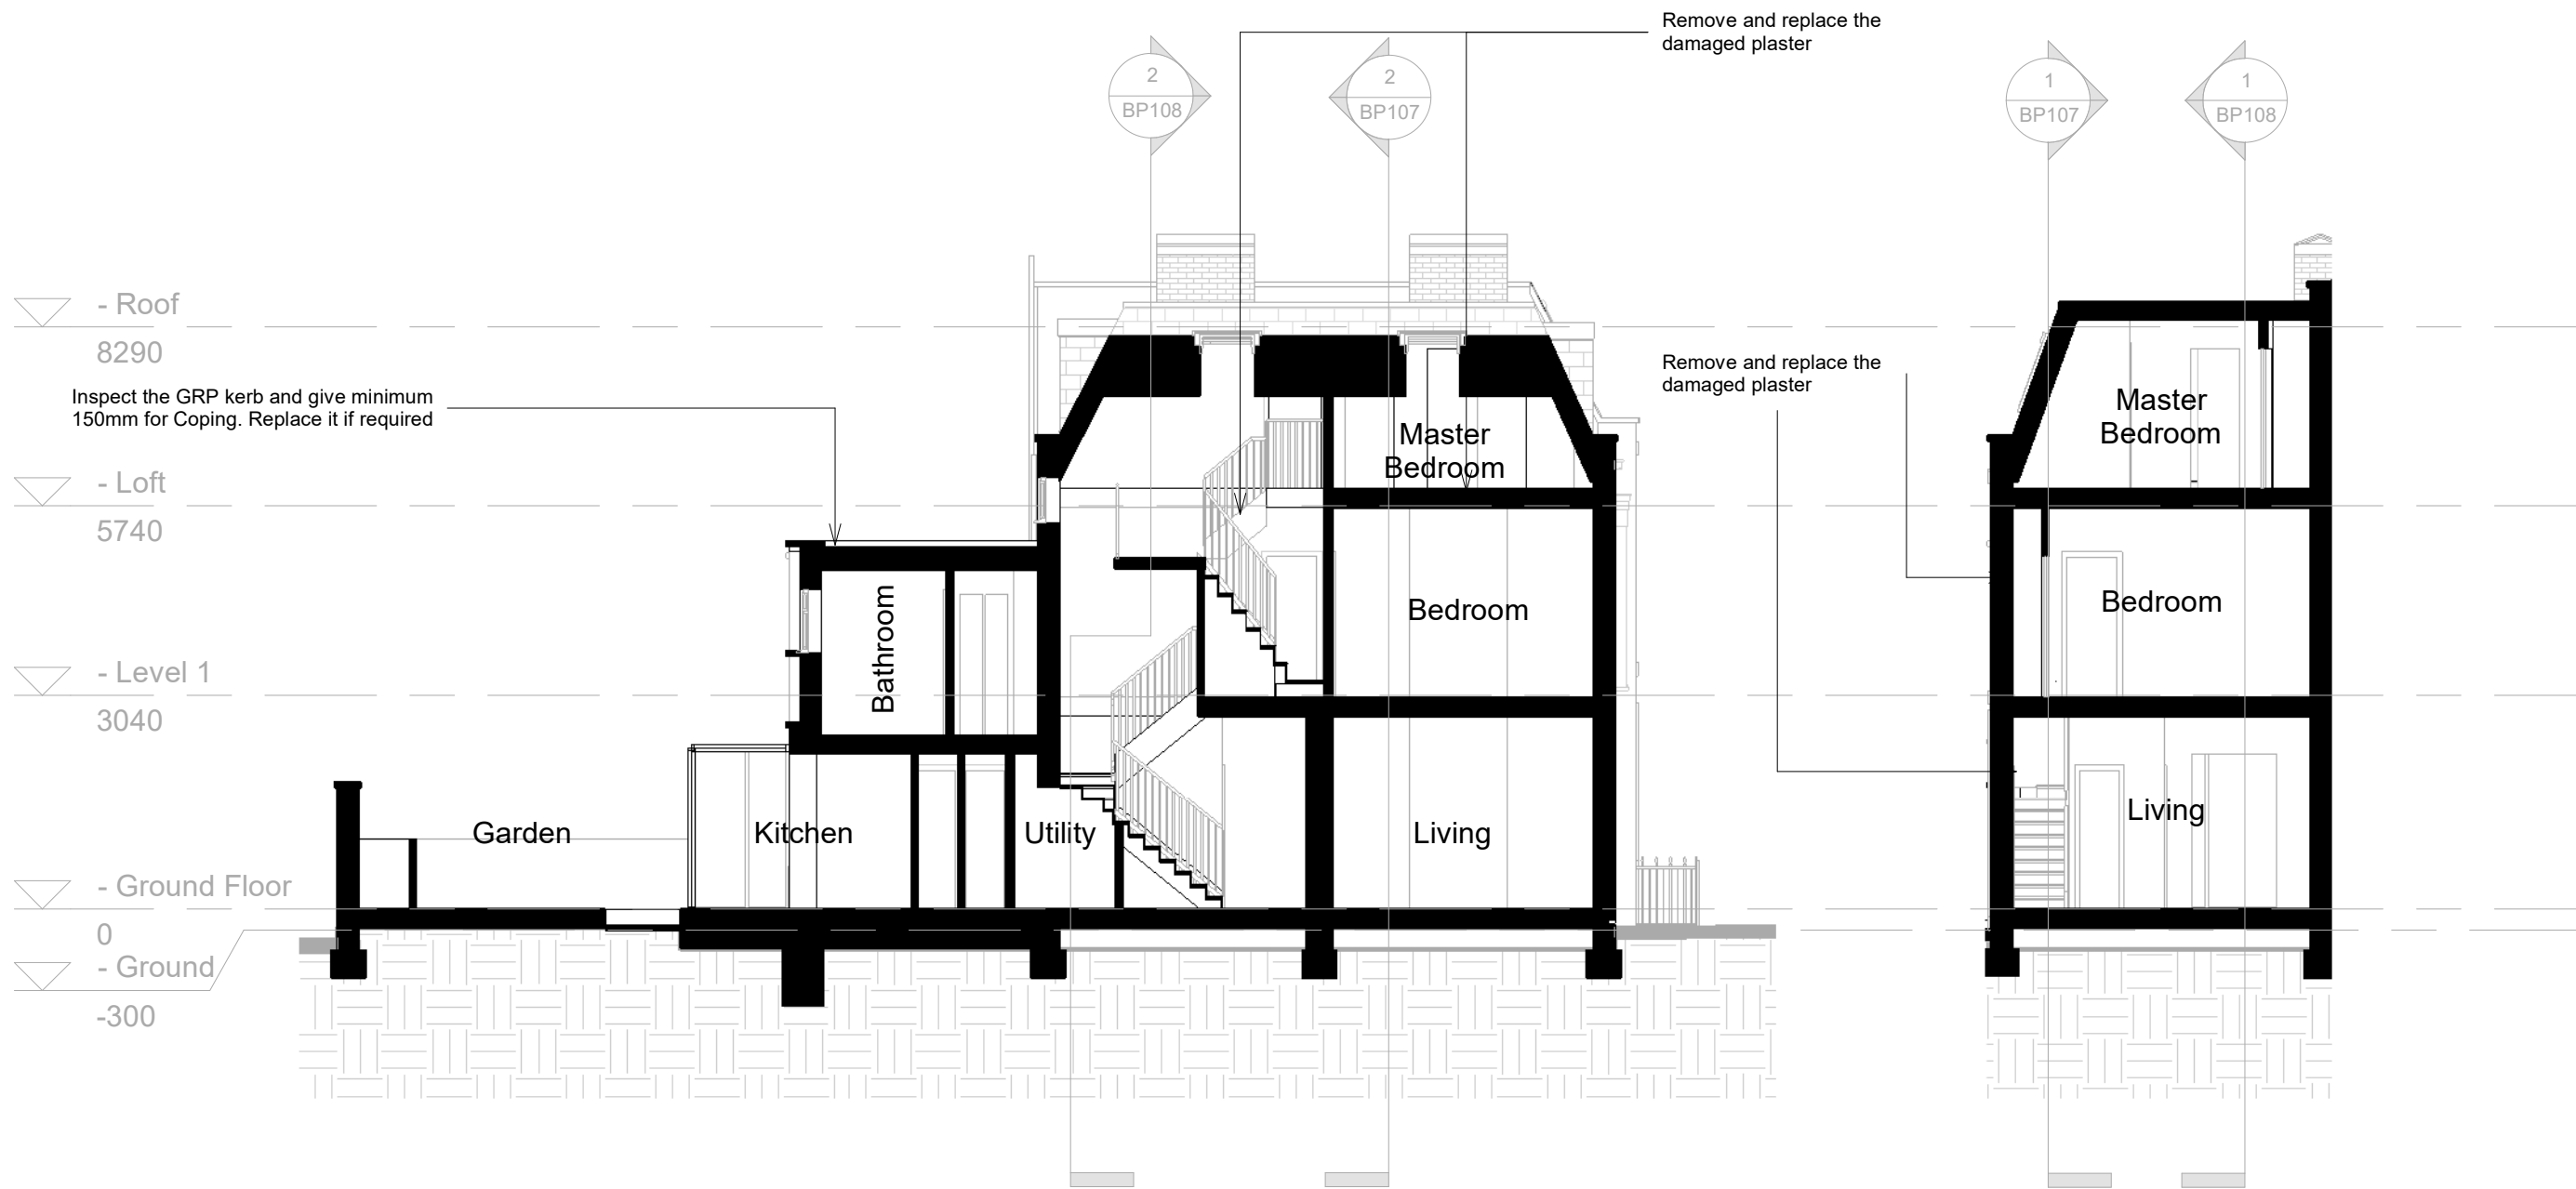 Remove and replace the
damaged plaster
2
BP108
2
BP107
1
BP107
1
BP108
- Roof
8290
Inspect the GRP kerb and give minimum
150mm for Coping. Replace it if required
Remove and replace the
damaged plaster
Master
Bedroom
Master
Bedroom
- Loft
5740
Bathroom
Bedroom
Bedroom
- Level 1
3040
Garden
Kitchen
Utility
Living
Living
- Ground Floor
0
- Ground
-300